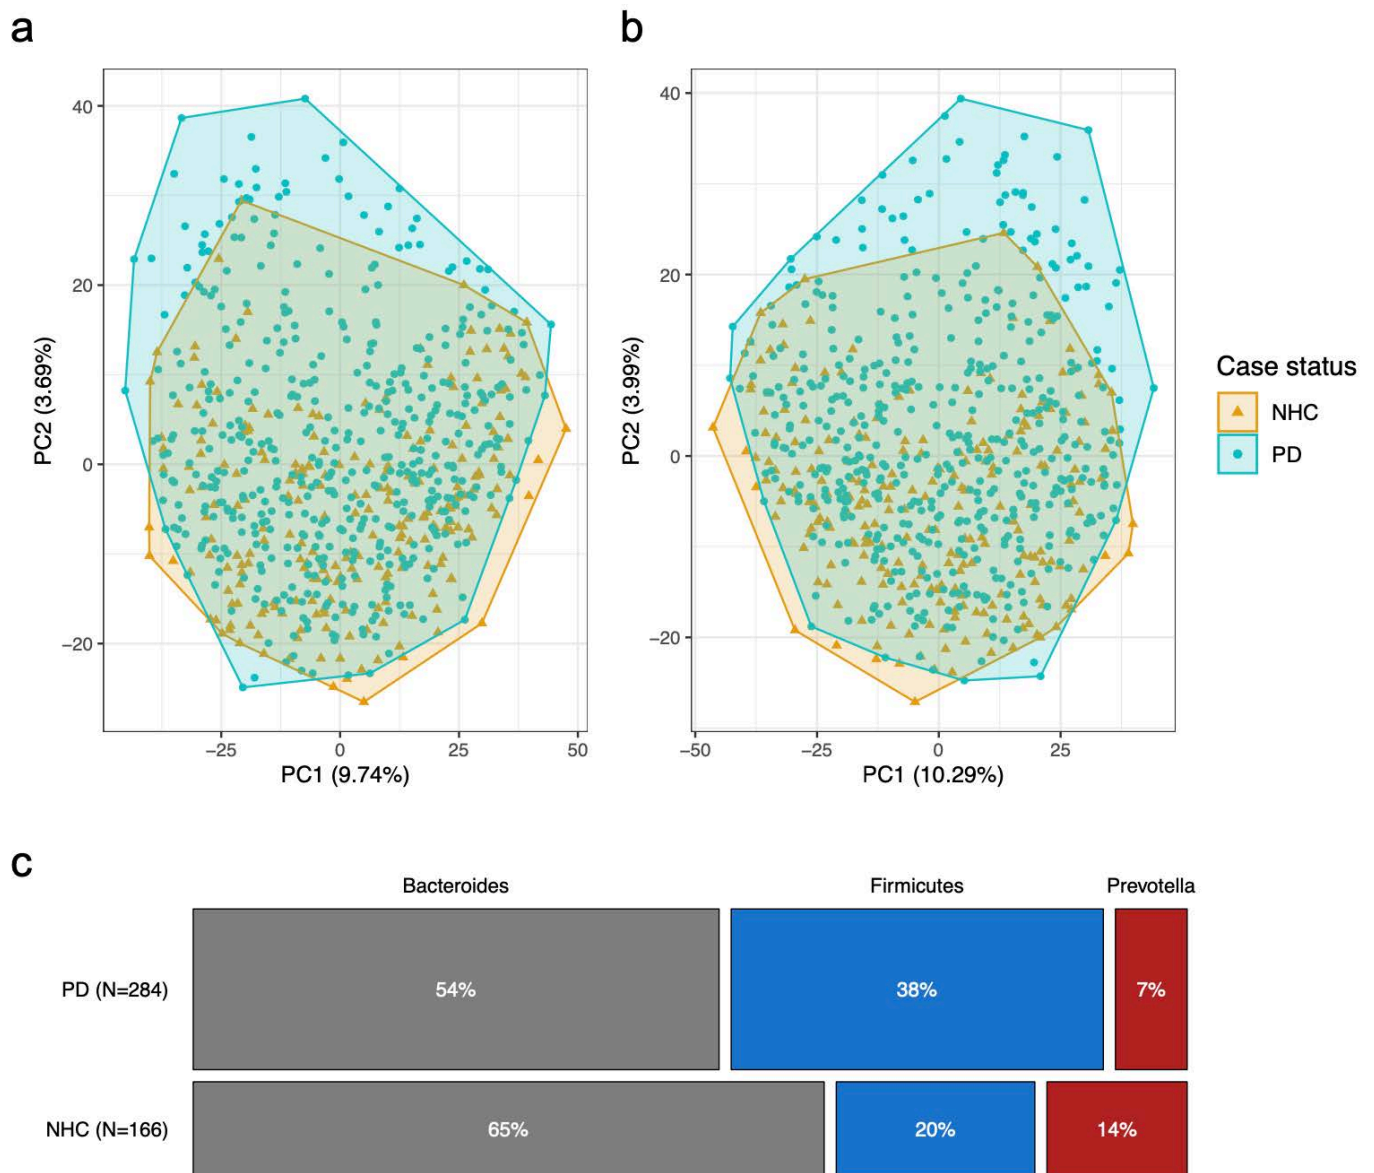 a
b
40
20
0
−20
PC2 (3.69%)
−25
0
25
50
PC1 (9.74%)
40
20
0
−20
PC2 (3.99%)
−50
−25
0
25
PC1 (10.29%)
Case status
NHC
PD
c
Bacteroides
Firmicutes
Prevotella
PD (N=284)
54%
38%
7%
NHC (N=166)
65%
20%
14%